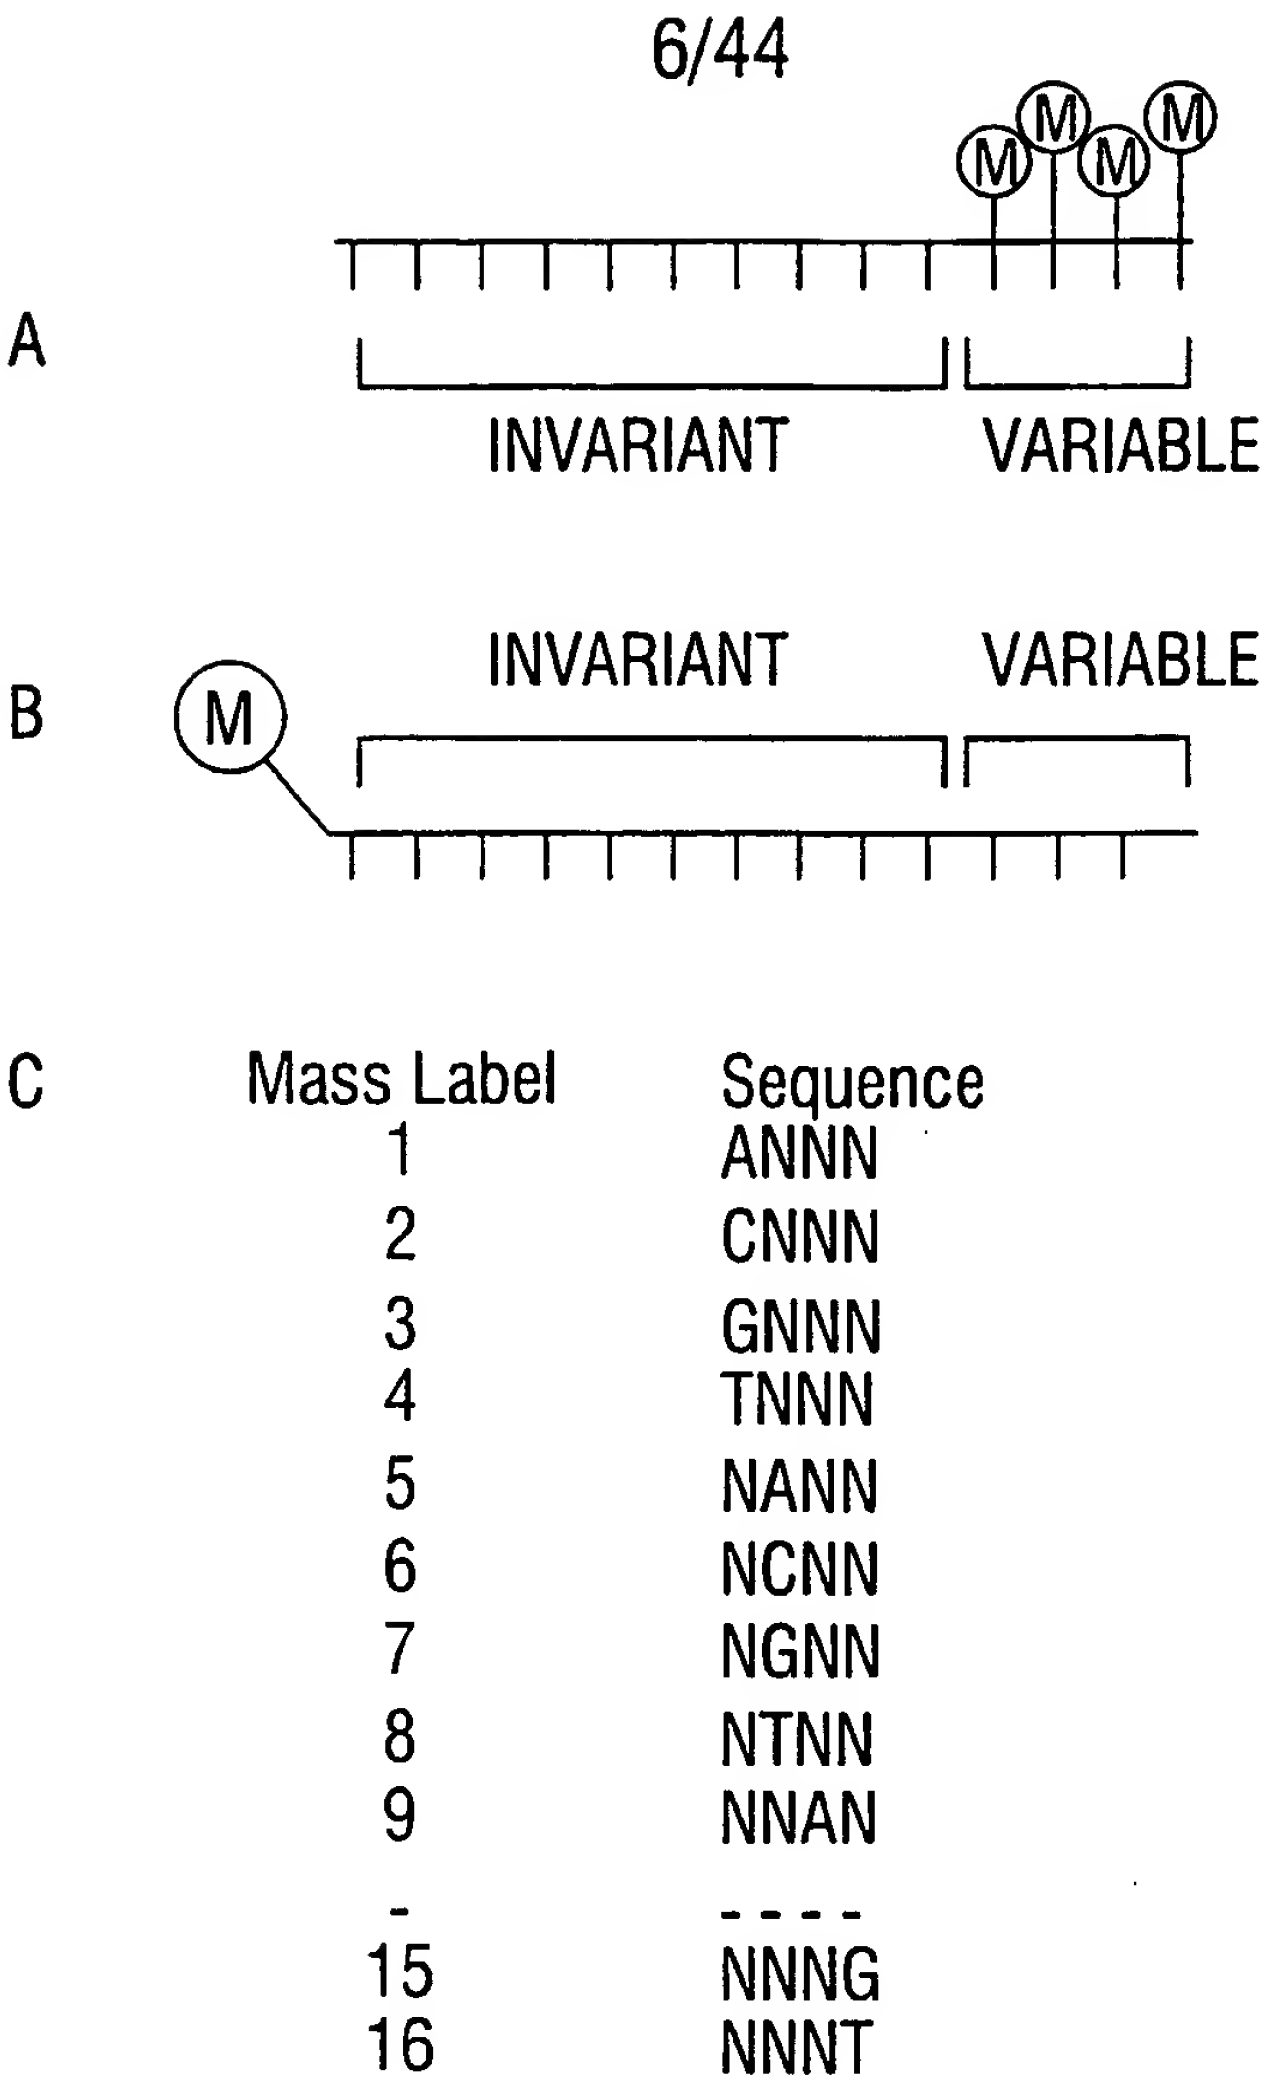 6/44
M M M M
A
INVARIANT VARIABLE
INVARIANT VARIABLE
B M
C Mass Label Sequence
1 ANNN
2 CNNN
3 GNNN
4 TNNN
5 NANN
6 NCNN
7 NGNN
8 NTNN
9 NNAN
- - - - -
15 NNNG
16 NNNT